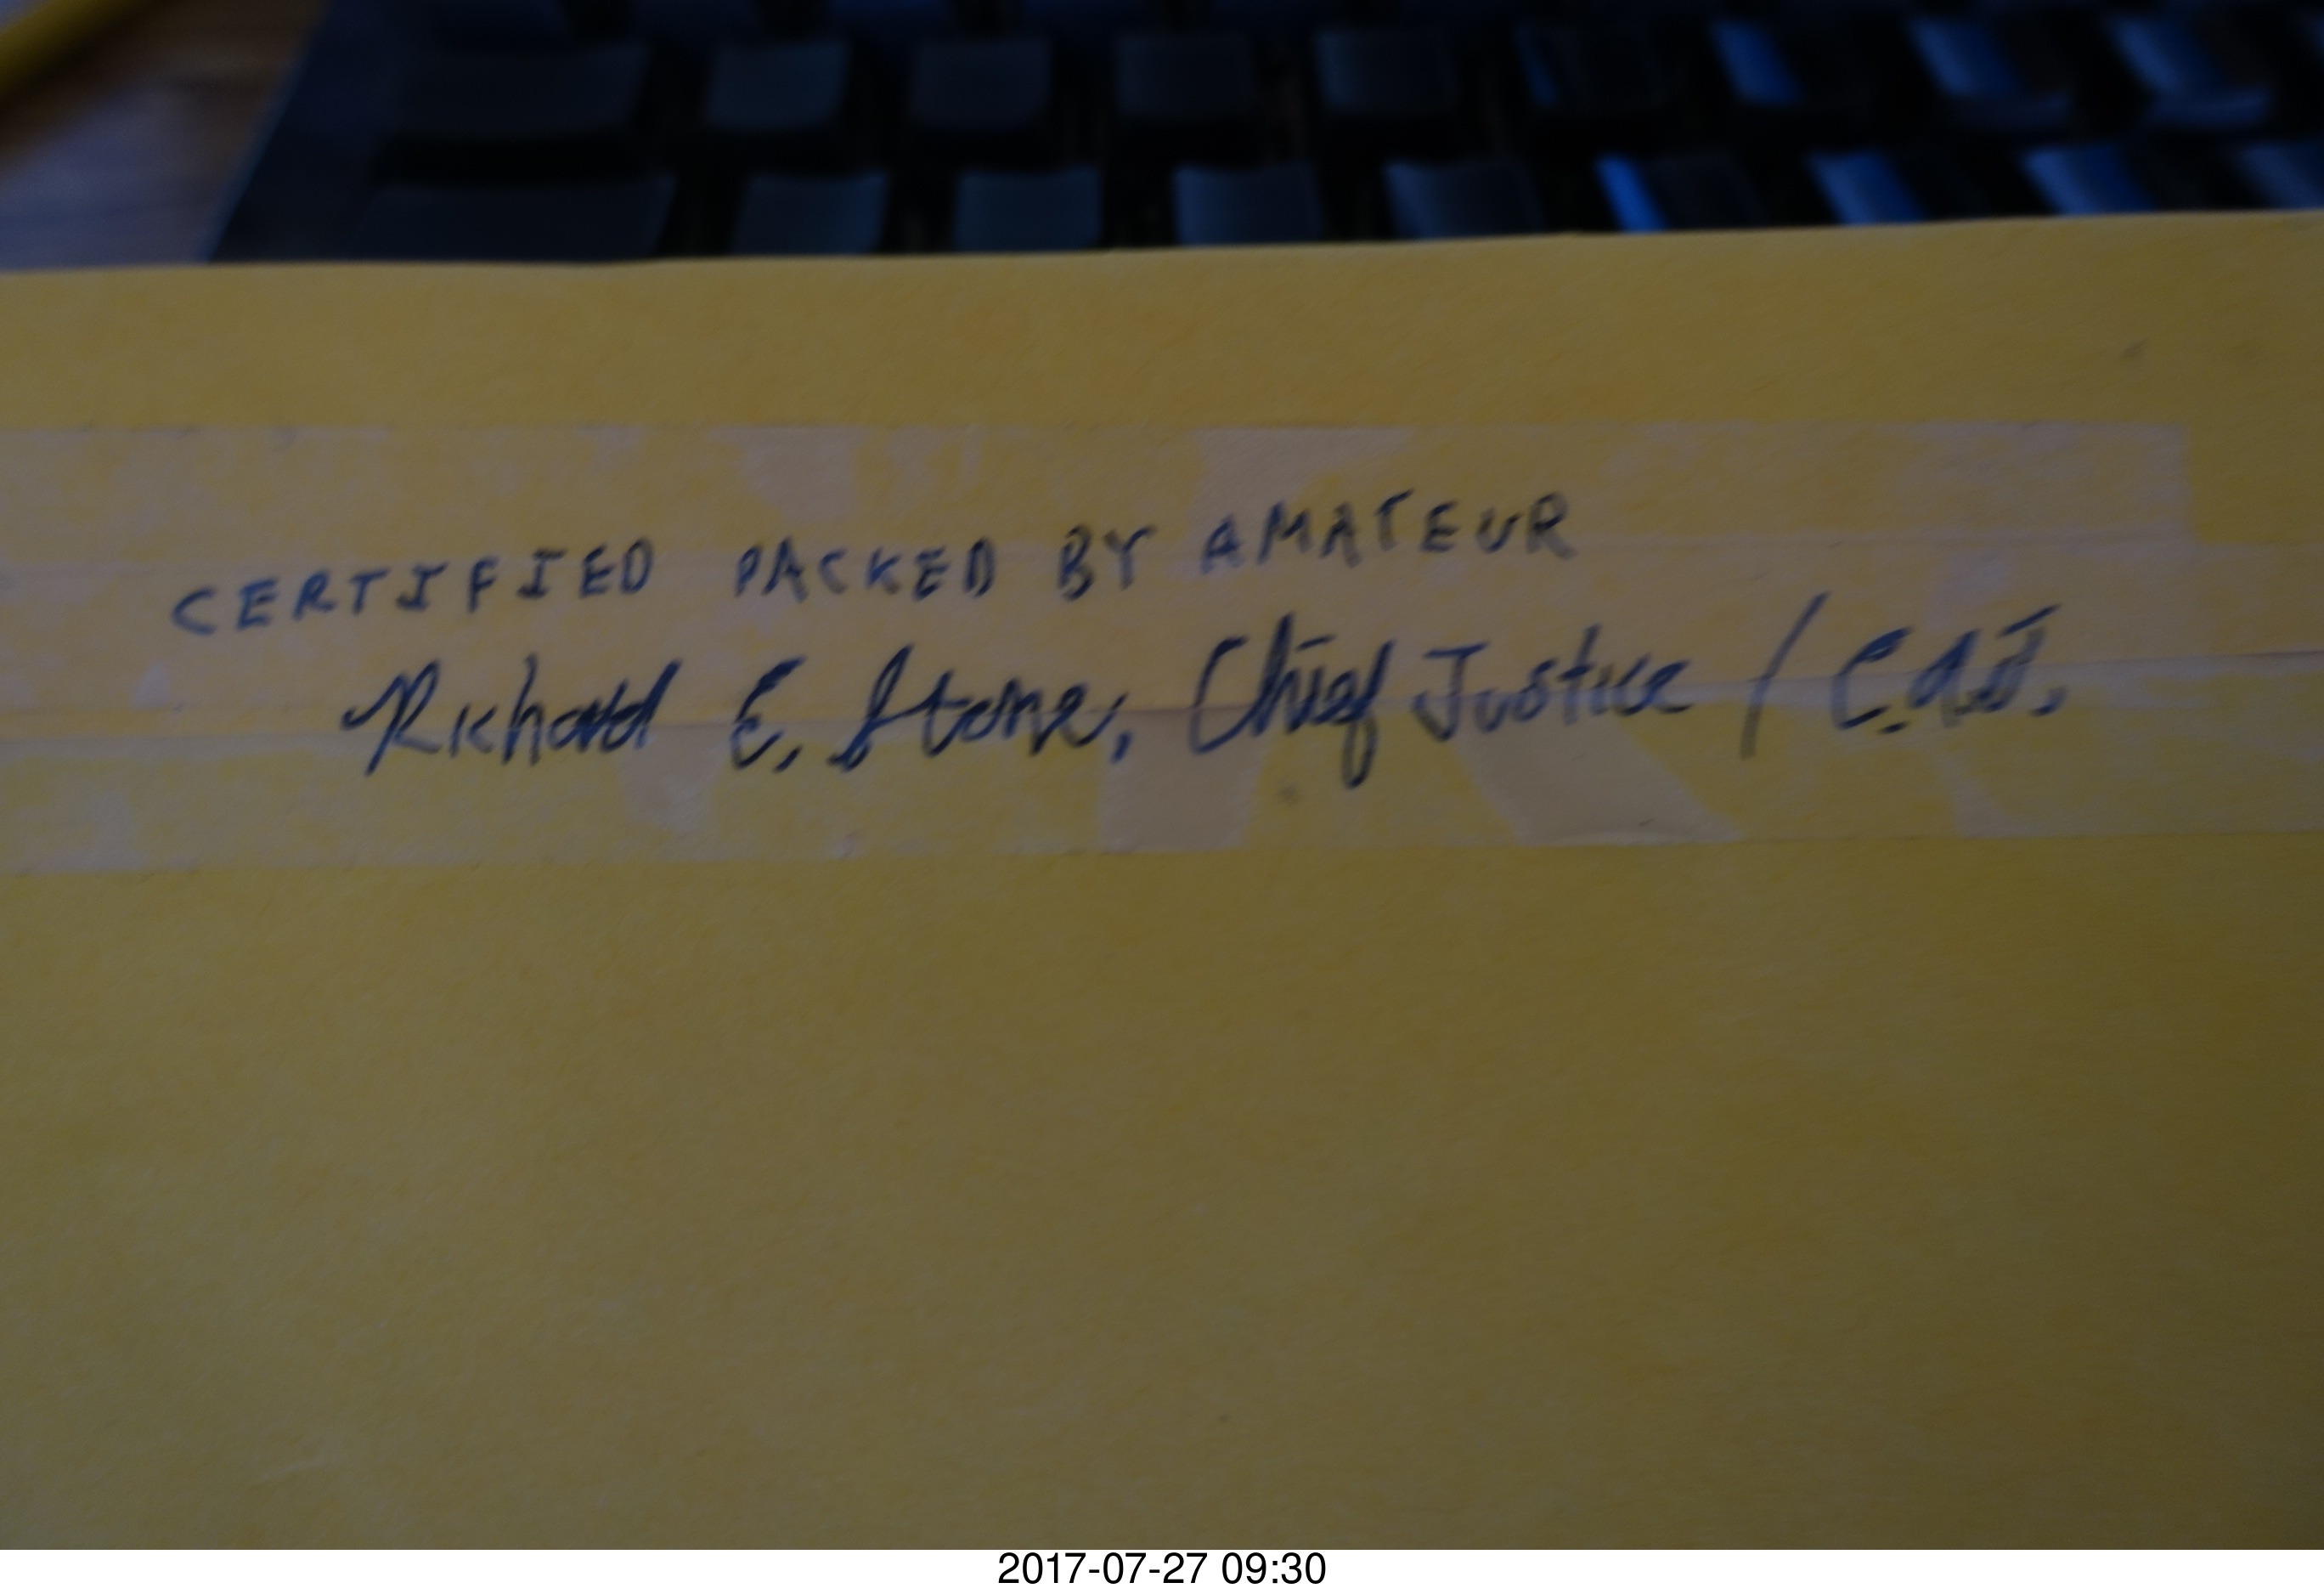 CERTIFIED PACKED BY AMATEUR
Richard E. Stone, Chief Justice /
2017-07-27 09:30